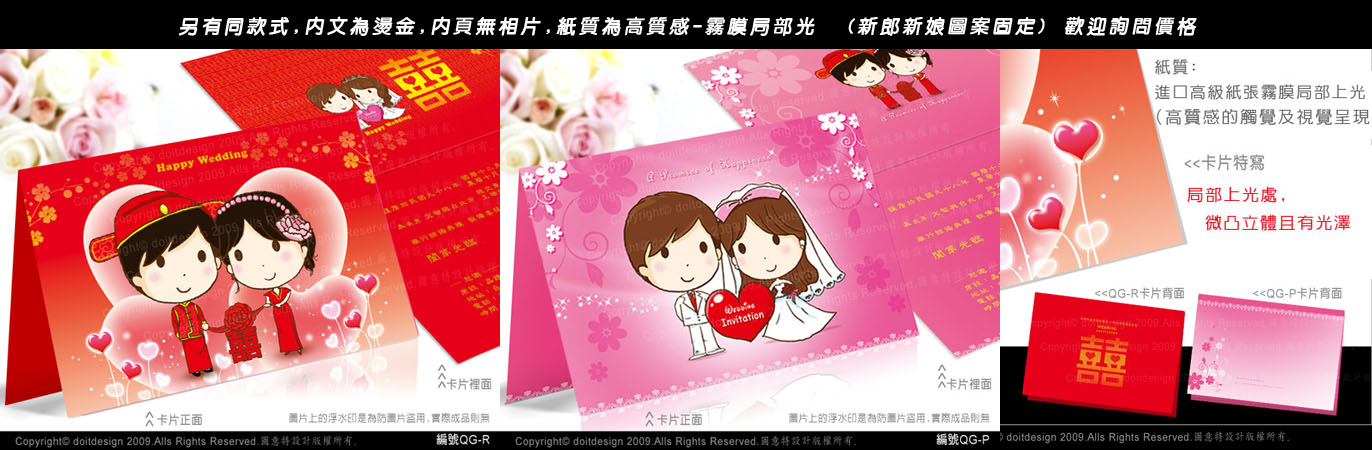 另有同款式,內文為燙金,內頁無相片,紙質為高質感-霧膜局部光 (新郎新娘圖案固定) 歡迎詢問價格
囍
Happy Wedding
Happy Wedding
囍
^卡片裡面
^卡片正面
圖片上的浮水印是為防圖片盜用,實際成品則無
Copyright© doitdesign 2009.Alls Rights Reserved.圖意特設計版權所有.
編號QG-R
A Promise of Happiness
Wedding
Invitation
闔第光臨
^卡片裡面
^卡片正面
圖片上的浮水印是為防圖片盜用,實際成品則無
Copyright© doitdesign 2009.Alls Rights Reserved.圖意特設計版權所有.
編號QG-P
紙質:
進口高級紙張霧膜局部上光
(高質感的觸覺及視覺呈現
<<卡片特寫
局部上光處,
微凸立體且有光澤
<<QG-R卡片背面
<<QG-P卡片背面
WEDDING
囍
doitdesign 2009.Alls Rights Reserved.圖意特設計版權所有.